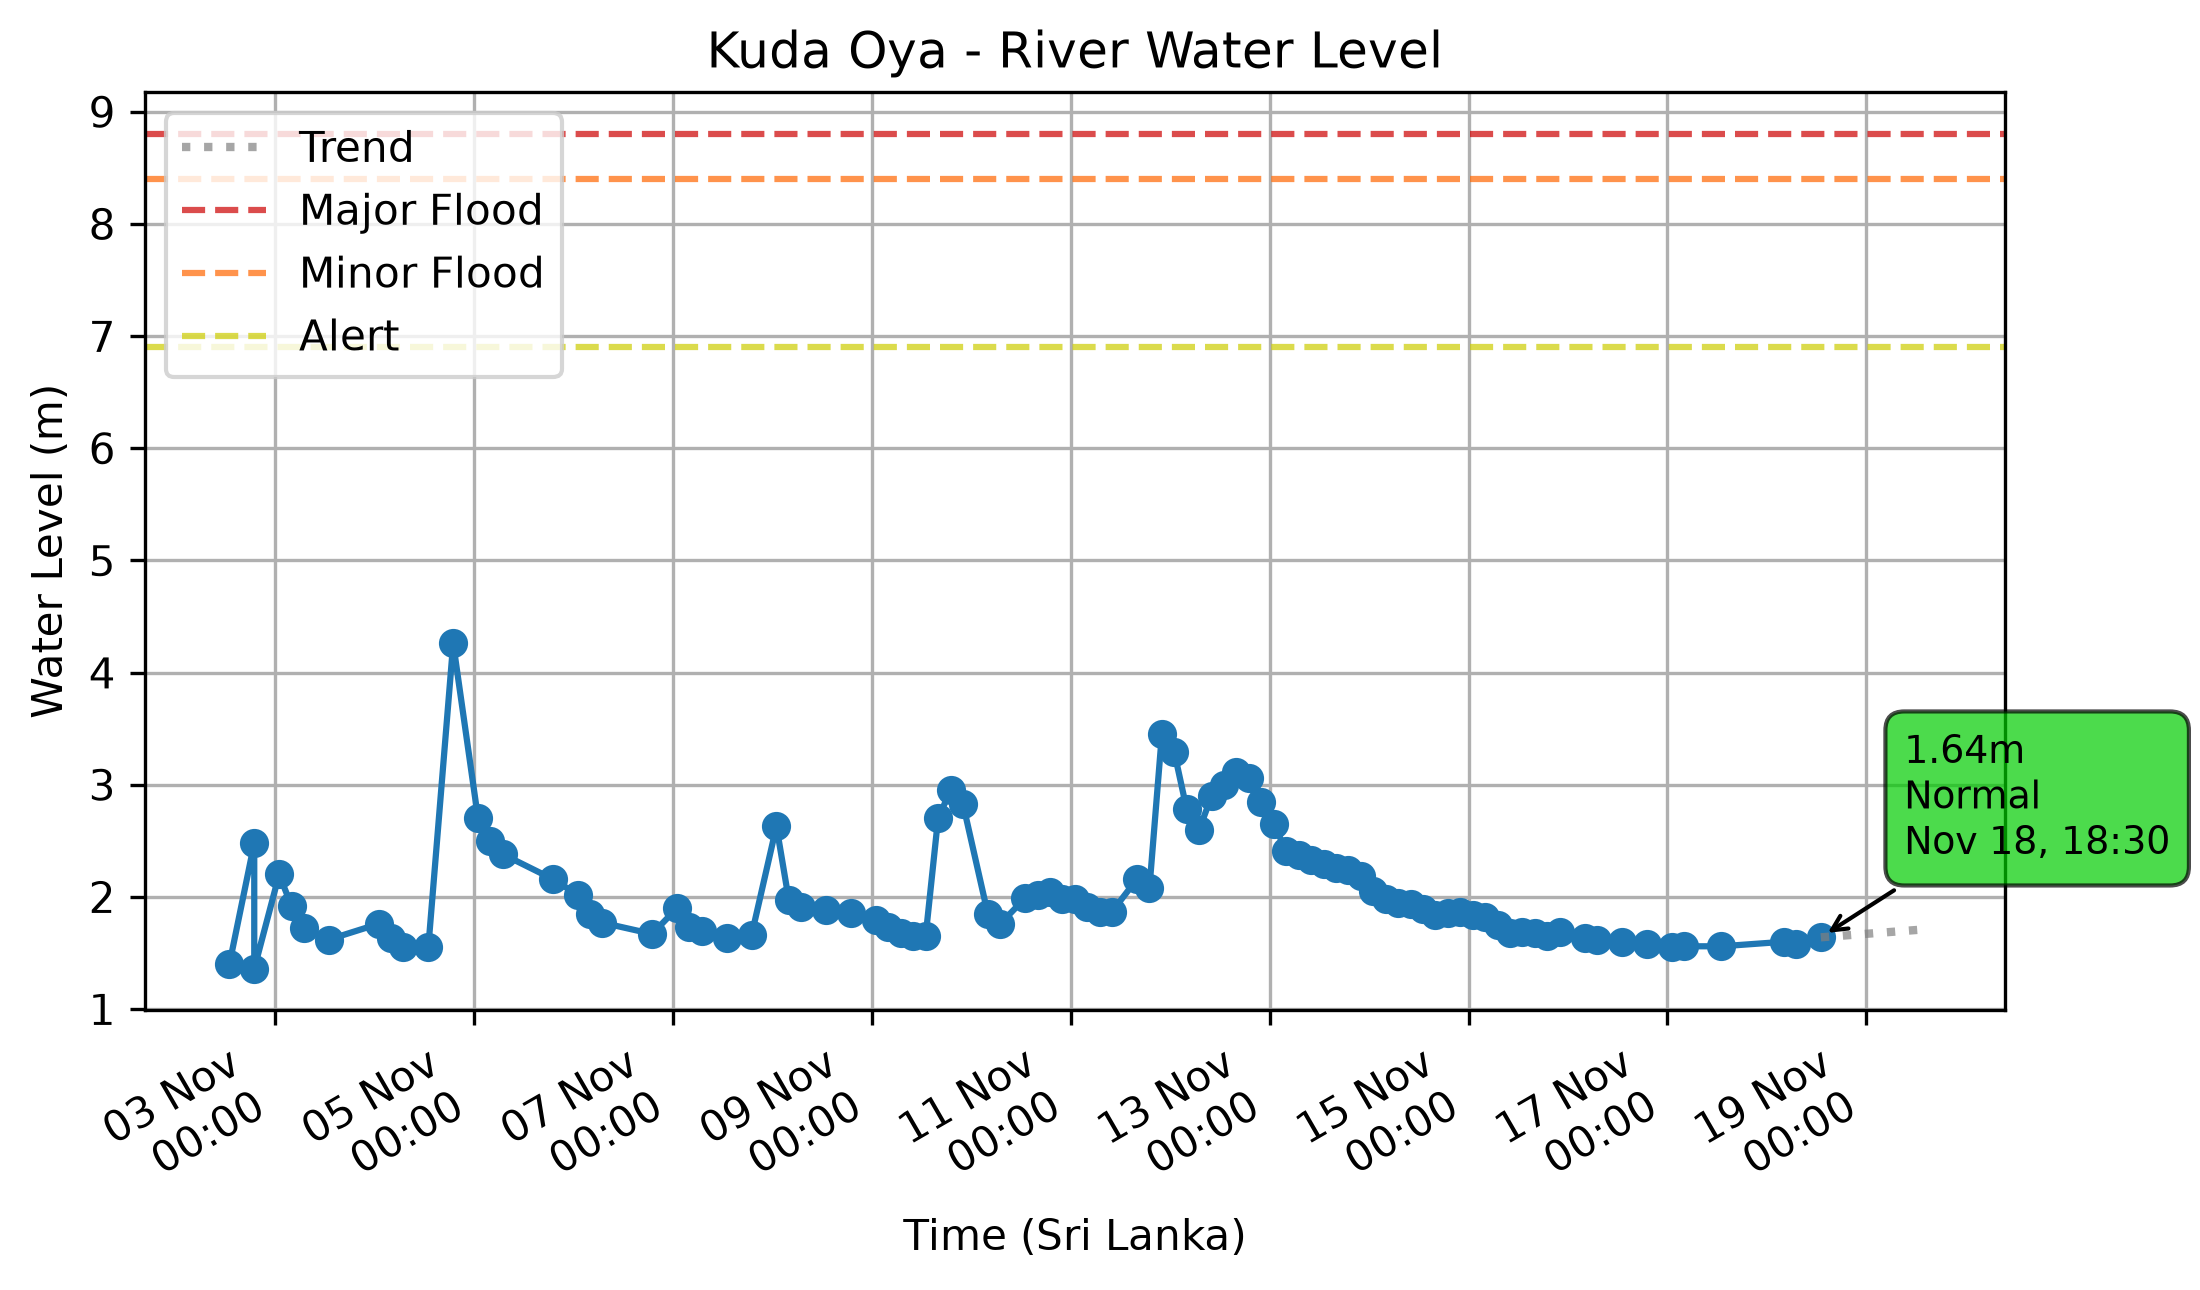 Kuda Oya - River Water Level
9
8
7
6
5
4
3
2
1
Water Level (m)
Trend
Major Flood
Minor Flood
Alert
1.64m
Normal
Nov 18, 18:30
03 Nov
00:00
05 Nov
00:00
07 Nov
00:00
09 Nov
00:00
11 Nov
00:00
13 Nov
00:00
15 Nov
00:00
17 Nov
00:00
19 Nov
00:00
Time (Sri Lanka)